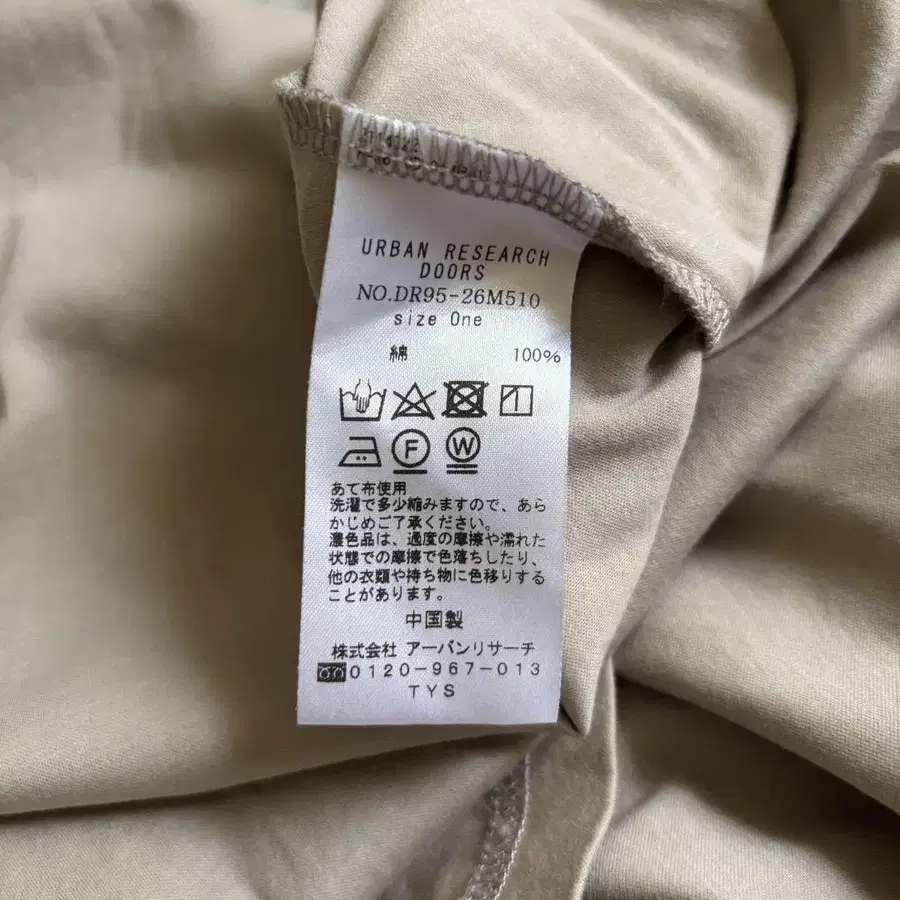 URBAN RESEARCH
DOORS
NO.DR95-26M510
size One
綿 100%
F W
あて布使用
洗濯で多少縮みますので、あら
かじめご了承ください。
濃色品は、過度の摩擦や濡れた
状態での摩擦で色落ちしたり、
他の衣類や持ち物に色移りする
ことがあります。
中国製
株式会社 アーバンリサーチ
0120-967-013
TYS